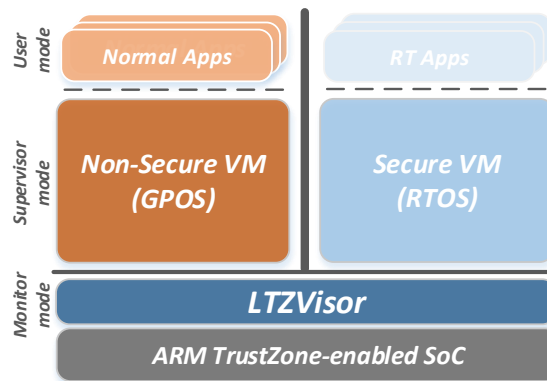 User
mode
Normal Apps
RT Apps
Supervisor
mode
Non-Secure VM
(GPOS)
Secure VM
(RTOS)
Monitor
mode
LTZVisor
ARM TrustZone-enabled SoC